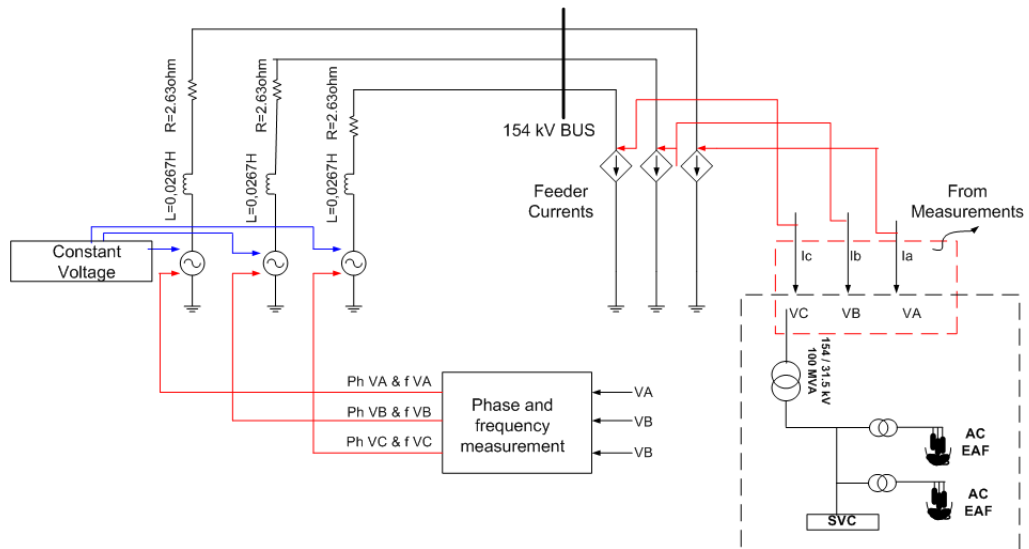 R=2.63ohm
L=0,0267H
R=2.63ohm
L=0,0267H
R=2.63ohm
L=0,0267H
154 kV BUS
Feeder
Currents
From
Measurements
Constant
Voltage
Ic
Ib
Ia
VC
VB
VA
154 / 31.5 kV
100 MVA
Ph VA & f VA
Ph VB & f VB
Ph VC & f VC
Phase and
frequency
measurement
VA
VB
VB
AC
EAF
AC
EAF
SVC